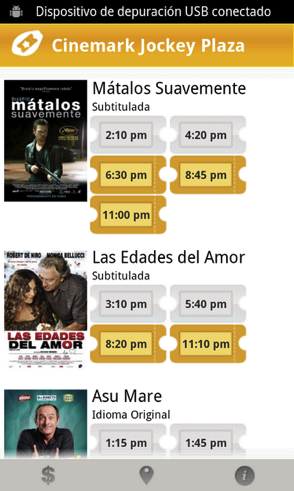 Dispositivo de depuración USB conectado
Cinemark Jockey Plaza
mátalos
suavemente
Mátalos Suavemente
Subtitulada
2:10 pm 4:20 pm
6:30 pm 8:45 pm
11:00 pm
ROBERT DE NIRO MONICA BELLUCCI
LAS EDADES
DEL AMOR
Las Edades del Amor
Subtitulada
3:10 pm 5:40 pm
8:20 pm 11:10 pm
Asu Mare
Idioma Original
1:15 pm 1:45 pm
$
i